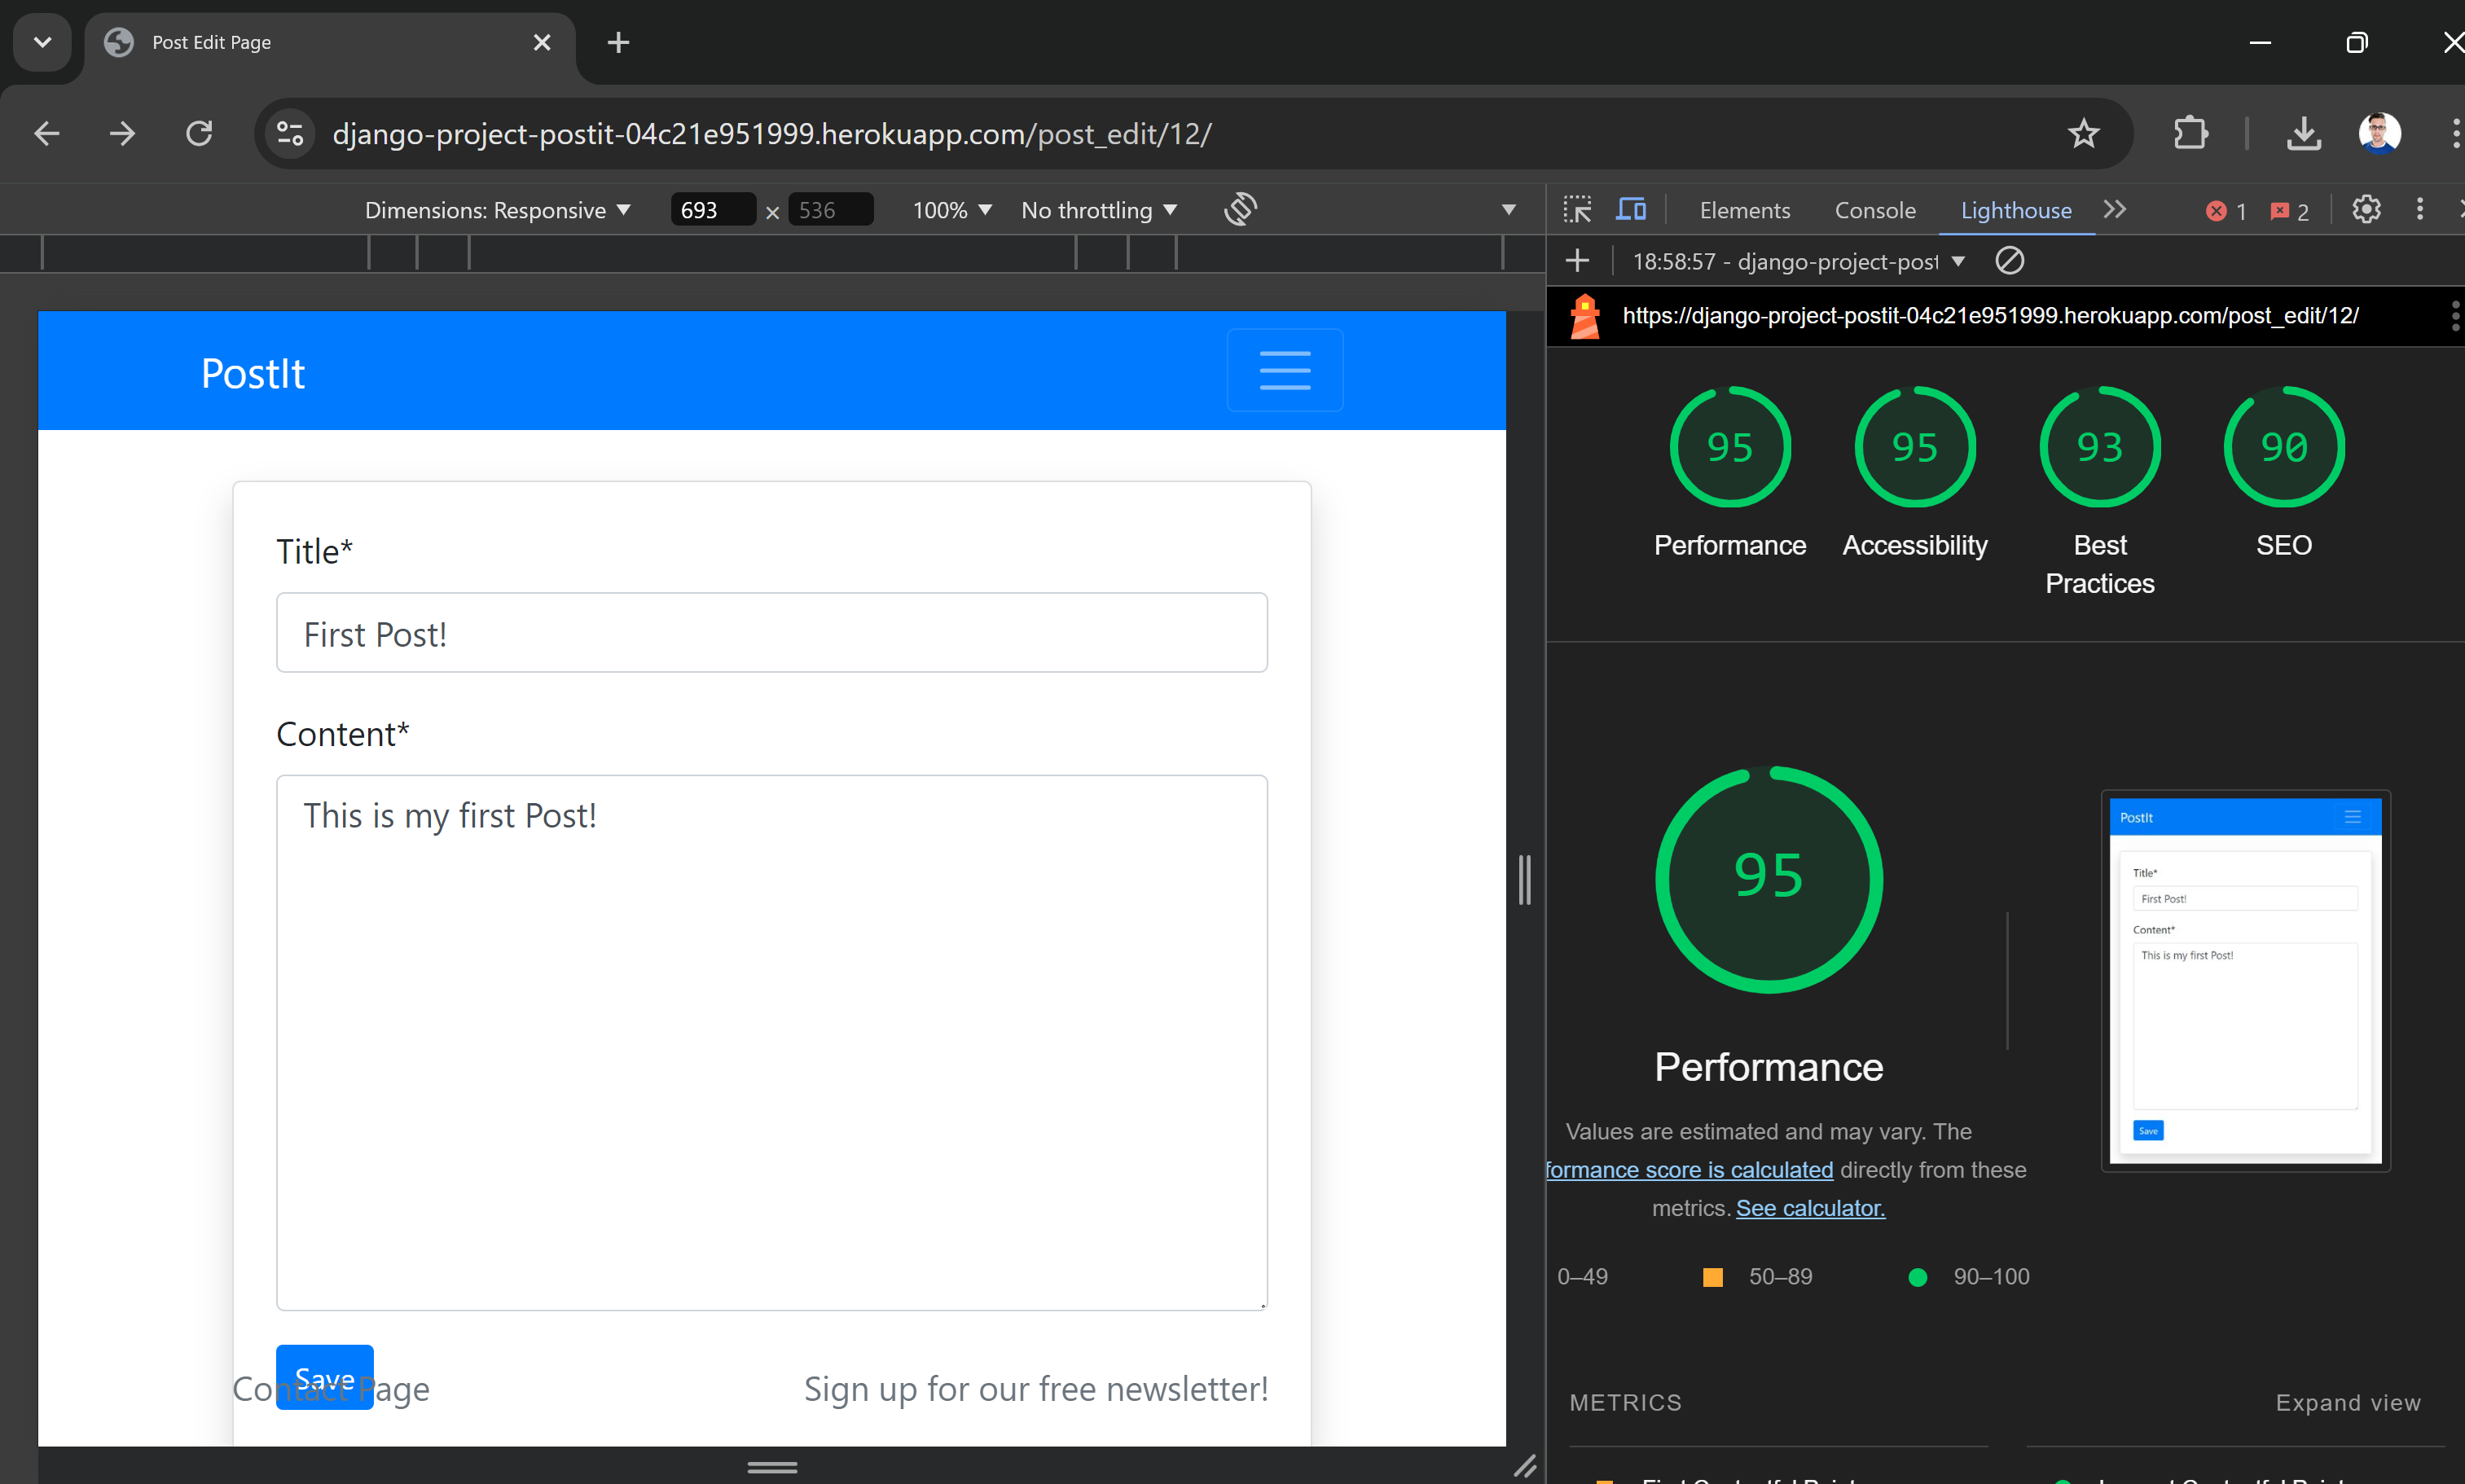 Post Edit Page
django-project-postit-04c21e951999.herokuapp.com/post_edit/12/
Dimensions: Responsive 693 × 536 100% No throttling
Elements Console Lighthouse 1 2
18:58:57 - django-project-post
https://django-project-postit-04c21e951999.herokuapp.com/post_edit/12/
PostIt
Title*
First Post!
Content*
This is my first Post!
Save
Contact Page
Sign up for our free newsletter!
95 95 93 90
Performance Accessibility Best Practices SEO
95
Performance
Values are estimated and may vary. The
formance score is calculated directly from these
metrics. See calculator.
0–49 50–89 90–100
PostIt
Title*
First Post!
Content*
This is my first Post!
Save
METRICS Expand view